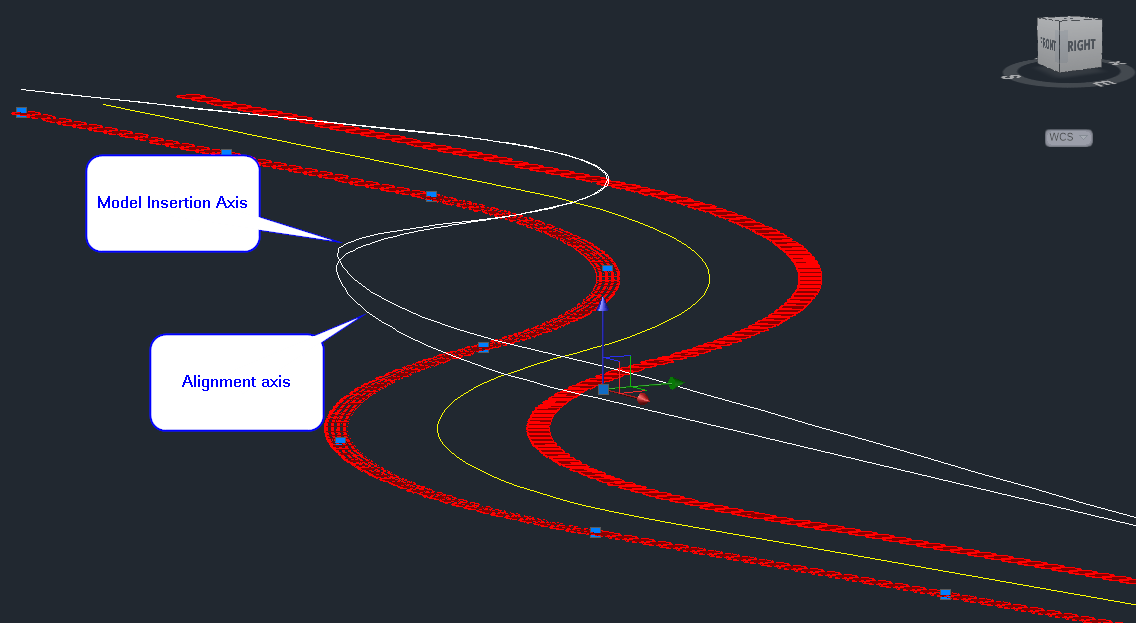 FRONT
RIGHT
S
E
WCS
Model Insertion Axis
Alignment axis